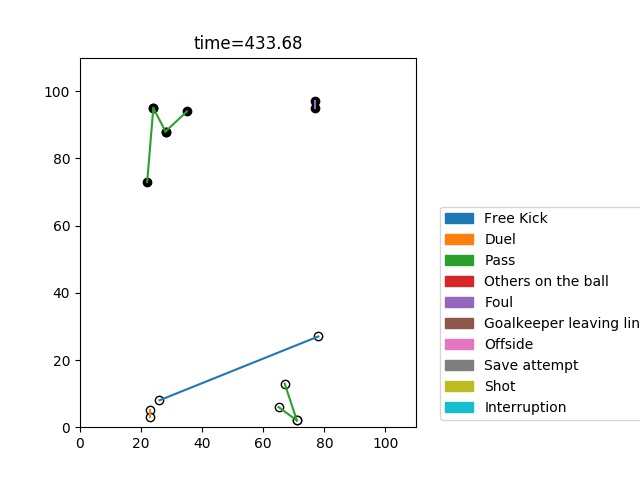 time=433.68
100
80
60
40
20
0
0 20 40 60 80 100
Free Kick
Duel
Pass
Others on the ball
Foul
Goalkeeper leaving lin
Offside
Save attempt
Shot
Interruption